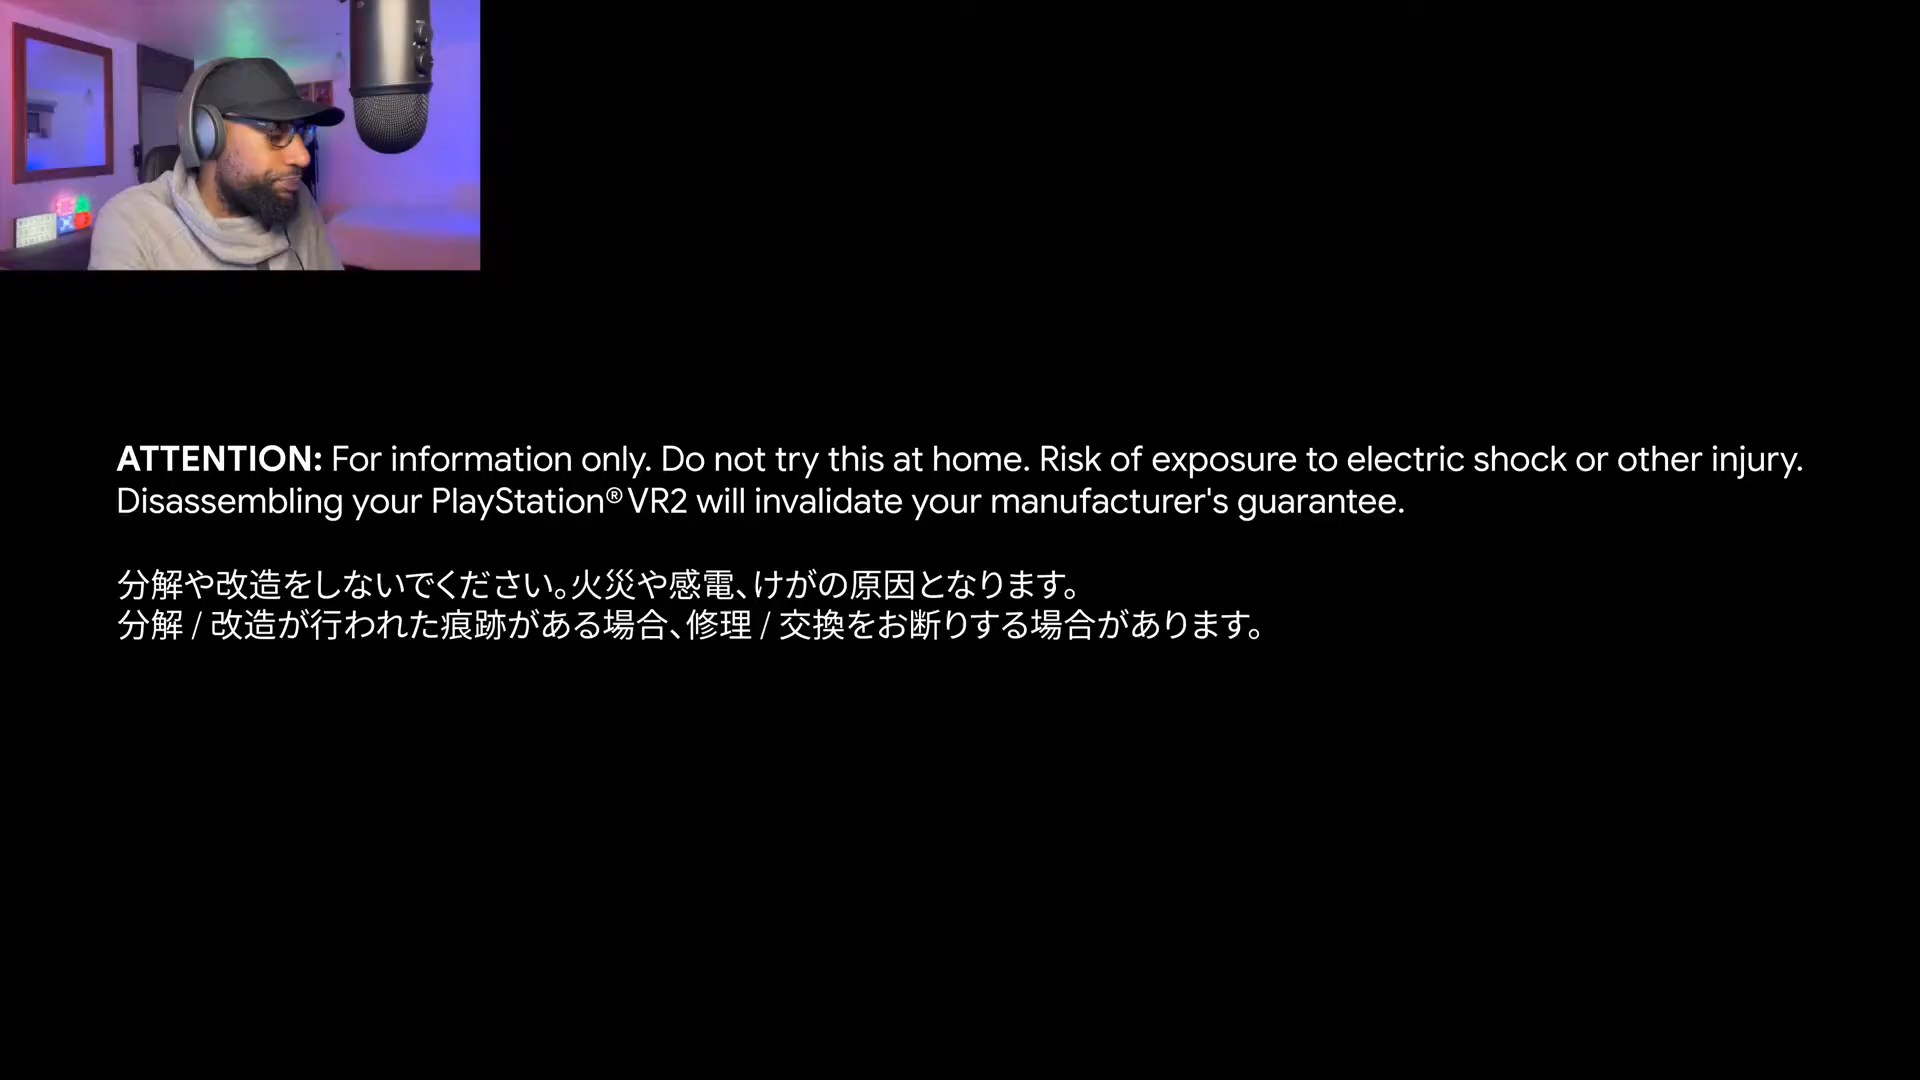 ATTENTION: For information only. Do not try this at home. Risk of exposure to electric shock or other injury.
Disassembling your PlayStation®VR2 will invalidate your manufacturer's guarantee.
分解や改造をしないでください。火災や感電、けがの原因となります。
分解 / 改造が行われた痕跡がある場合、修理 / 交換をお断りする場合があります。